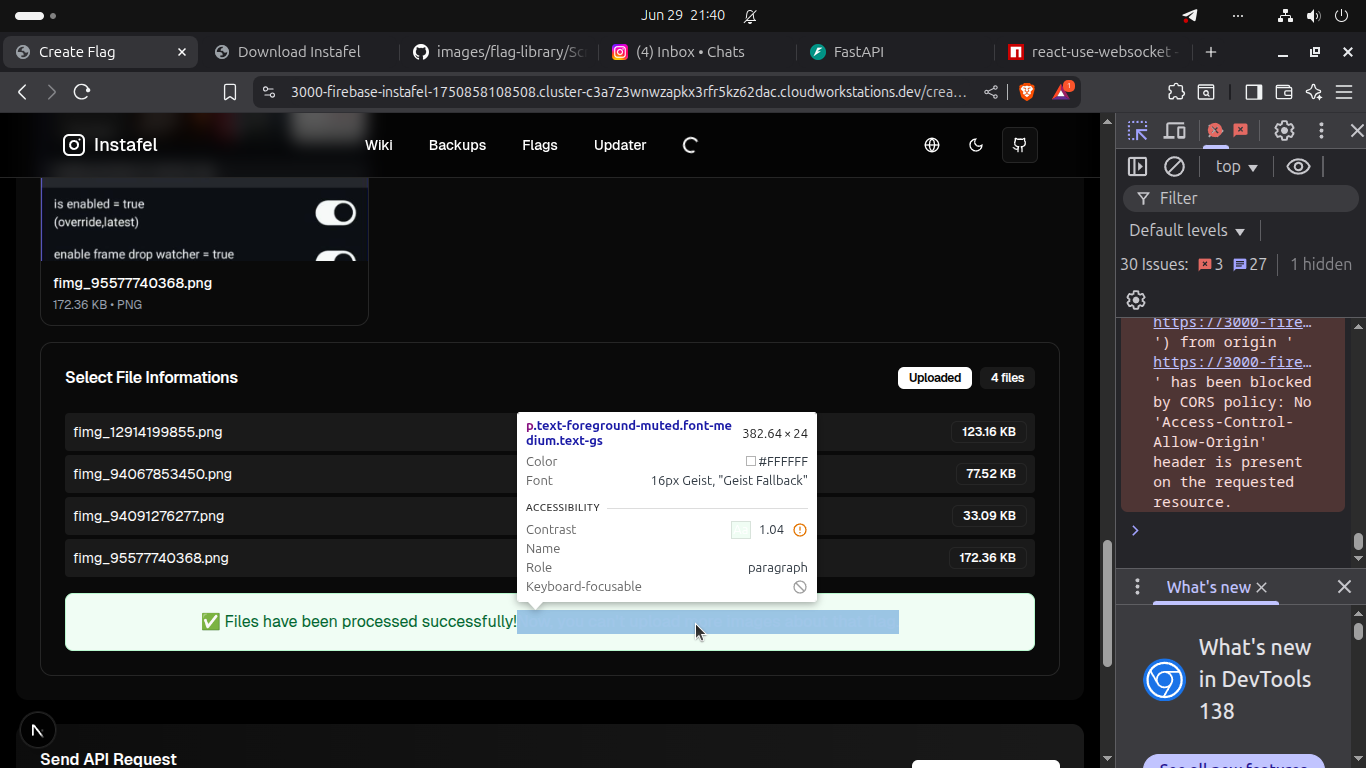 Jun 29 21:40
Create Flag
Download Instafel
images/flag-library/Sc
(4) Inbox • Chats
FastAPI
react-use-websocket -
3000-firebase-instafel-1750858108508.cluster-c3a7z3wnwzapkx3rfr5kz62dac.cloudworkstations.dev/crea…
1
Instafel
Wiki
Backups
Flags
Updater
is enabled = true
(override,latest)
enable frame drop watcher = true
fimg_95577740368.png
172.36 KB • PNG
Select File Informations
Uploaded
4 files
fimg_12914199855.png
123.16 KB
fimg_94067853450.png
77.52 KB
fimg_94091276277.png
33.09 KB
fimg_95577740368.png
172.36 KB
✅ Files have been processed successfully!
p.text-foreground-muted.font-me
dium.text-gs
382.64 × 24
Color
#FFFFFF
Font
16px Geist, "Geist Fallback"
ACCESSIBILITY
Contrast
1.04
Name
Role
paragraph
Keyboard-focusable
Send API Request
top
Filter
Default levels
30 Issues:
3
27
1 hidden
https://3000-fire…
') from origin '
https://3000-fire…
' has been blocked
by CORS policy: No
'Access-Control-
Allow-Origin'
header is present
on the requested
resource.
What's new
What's new
in DevTools
138
See all new features